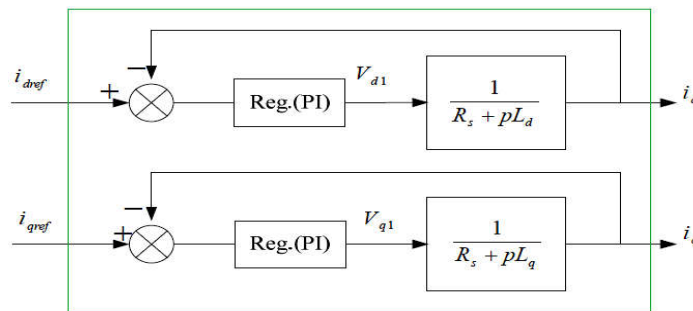 i_dref
+
−
Reg.(PI)
V_d1
1
R_s + pL_d
i_qref
+
−
Reg.(PI)
V_q1
1
R_s + pL_q